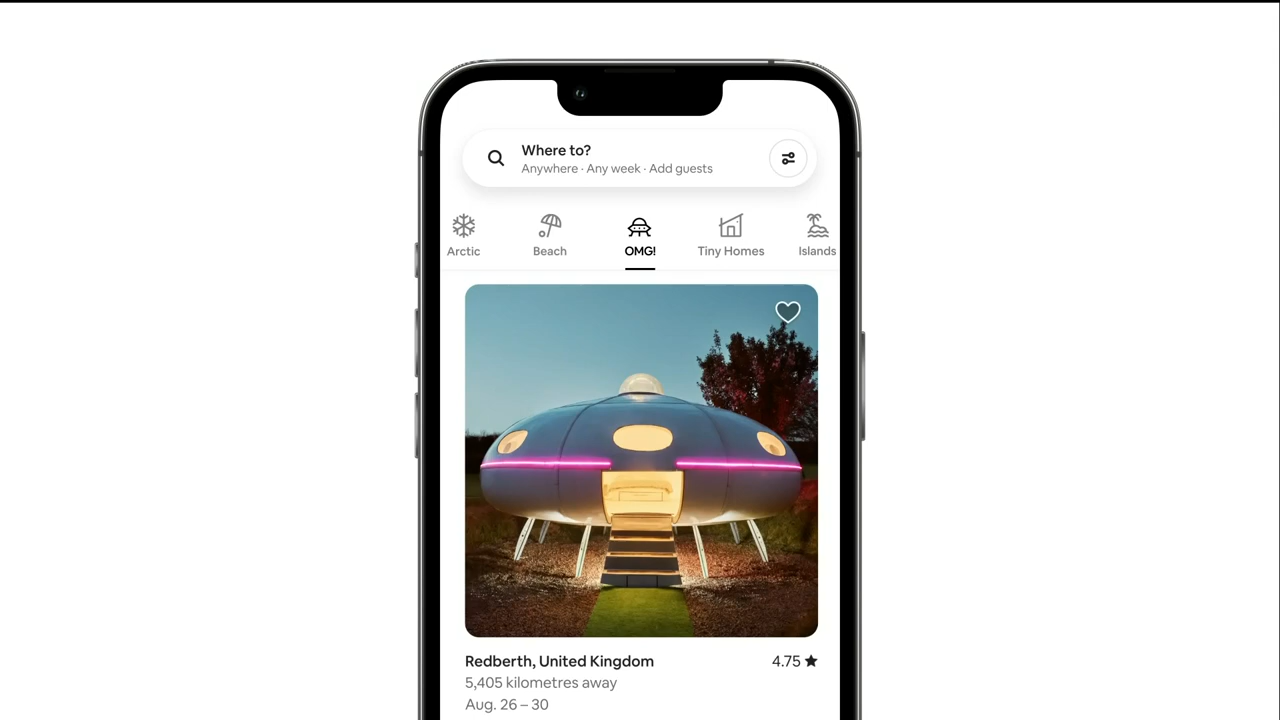 Where to?
Anywhere · Any week · Add guests
Arctic
Beach
OMG!
Tiny Homes
Islands
Redberth, United Kingdom
4.75 ★
5,405 kilometres away
Aug. 26 – 30